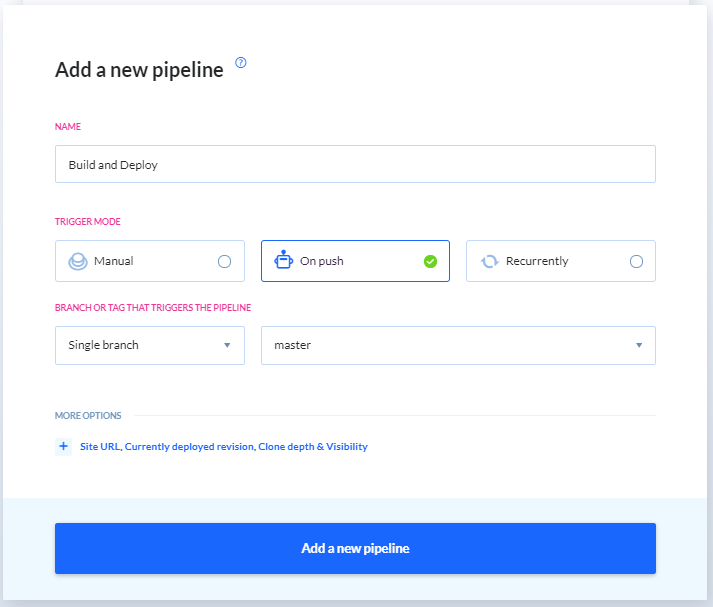 Add a new pipeline ?
NAME
Build and Deploy
TRIGGER MODE
Manual On push Recurrently
BRANCH OR TAG THAT TRIGGERS THE PIPELINE
Single branch master
MORE OPTIONS
+ Site URL, Currently deployed revision, Clone depth & Visibility
Add a new pipeline